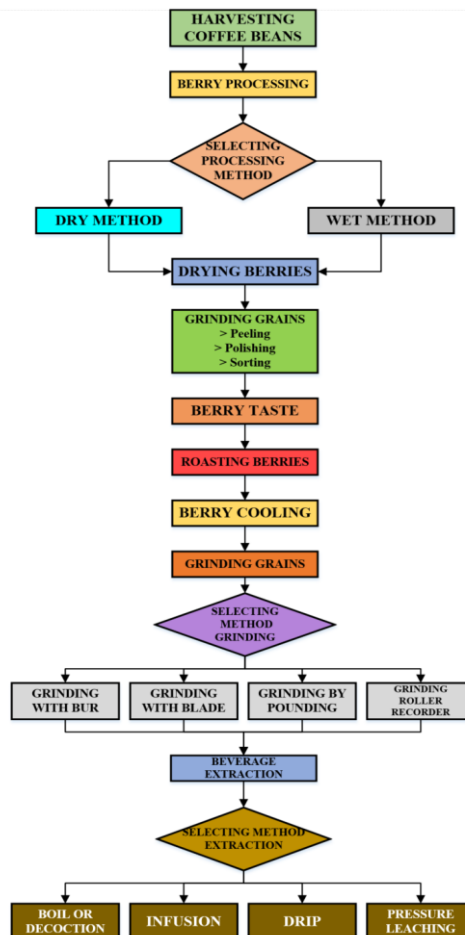 HARVESTING
COFFEE BEANS
BERRY PROCESSING
SELECTING
PROCESSING
METHOD
DRY METHOD
WET METHOD
DRYING BERRIES
GRINDING GRAINS
> Peeling
> Polishing
> Sorting
BERRY TASTE
ROASTING BERRIES
BERRY COOLING
GRINDING GRAINS
SELECTING
METHOD
GRINDING
GRINDING
WITH BUR
GRINDING
WITH BLADE
GRINDING BY
POUNDING
GRINDING
ROLLER
RECORDER
BEVERAGE
EXTRACTION
SELECTING METHOD
EXTRACTION
BOIL OR
DECOCTION
INFUSION
DRIP
PRESSURE
LEACHING